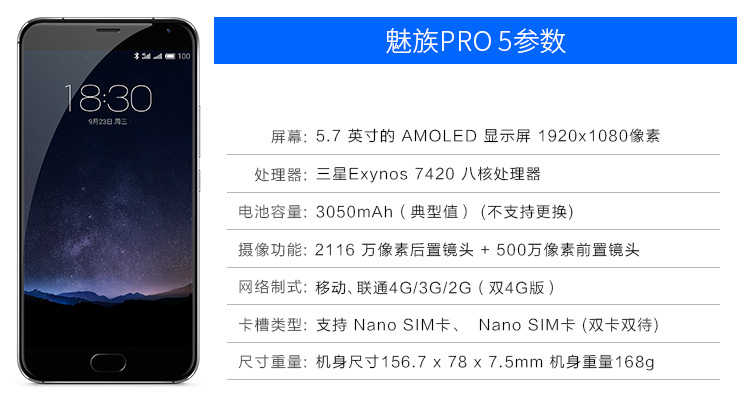 魅族PRO 5参数
100
18:30
9月23日 周三
屏幕: 5.7 英寸的 AMOLED 显示屏 1920x1080像素
处理器: 三星Exynos 7420 八核处理器
电池容量: 3050mAh ( 典型值 ) (不支持更换)
摄像功能: 2116 万像素后置镜头 + 500万像素前置镜头
网络制式: 移动、联通4G/3G/2G ( 双4G版 )
卡槽类型: 支持 Nano SIM卡、 Nano SIM卡 (双卡双待)
尺寸重量: 机身尺寸156.7 x 78 x 7.5mm 机身重量168g